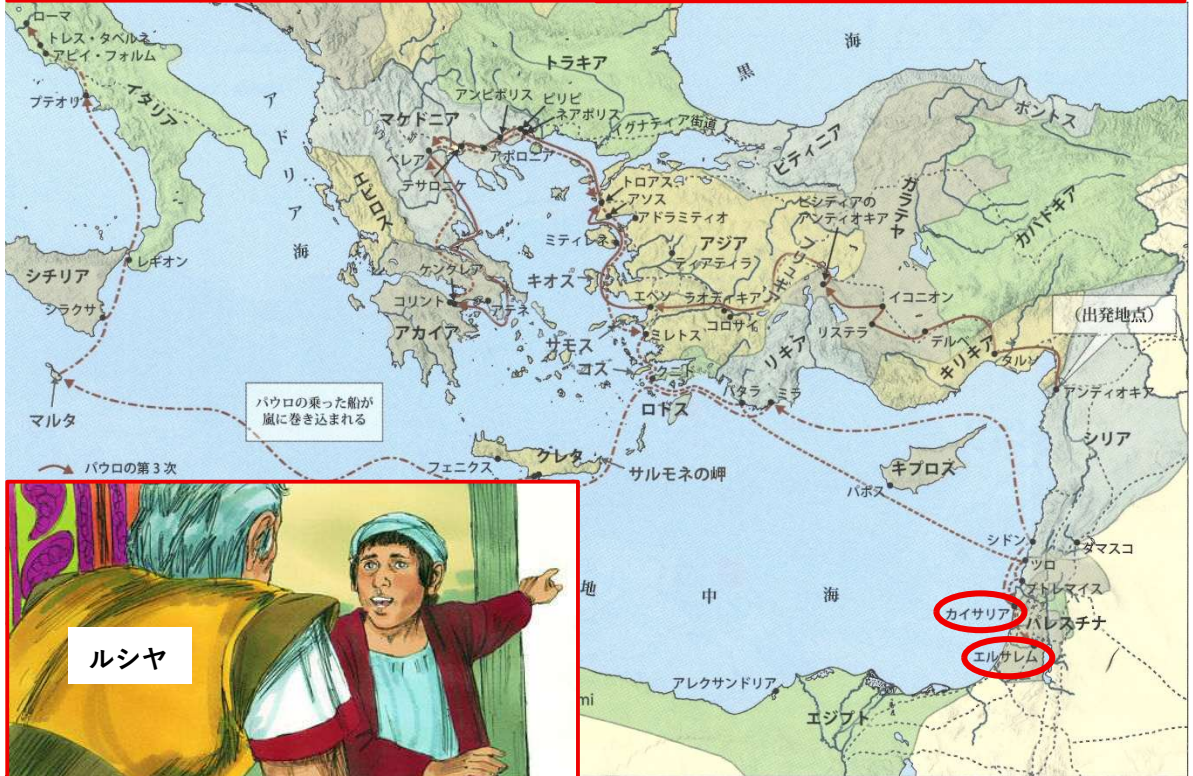 ローマ
トレス・タベルネ
アピイ・フォルム
プテオリ
イタリア
アドリア海
黒海
トラキア
アンピポリス
ピリピ
ネアポリス
マケドニア
イグナティア街道
ポントス
ビティニア
ベレア
アポロニア
テサロニケ
エピロス
トロアス
アソス
アドラミティオ
ガラテヤ
ピシディアの
アンティオキア
カパドキア
ミティレネ
アジア
ティアティラ
フリュギア
レギオン
シチリア
シラクサ
ケンクレア
キオス
コリント
アテネ
エペソ
ラオディキア
コロサイ
イコニオン
(出発地点)
アカイア
サモス
ミレトス
リステラ
デルベ
リキア
キリキア
タルソ
コス
クニド
パタラ
ミラ
アンティオキア
マルタ
パウロの乗った船が
嵐に巻き込まれる
ロドス
シリア
フェニクス
クレタ
サルモネの岬
キプロス
パポス
パウロの第3次
シドン
ダマスコ
ツロ
プトレマイス
地中海
カイサリア
パレスチナ
ルシヤ
エルサレム
アレクサンドリア
mi
エジプト